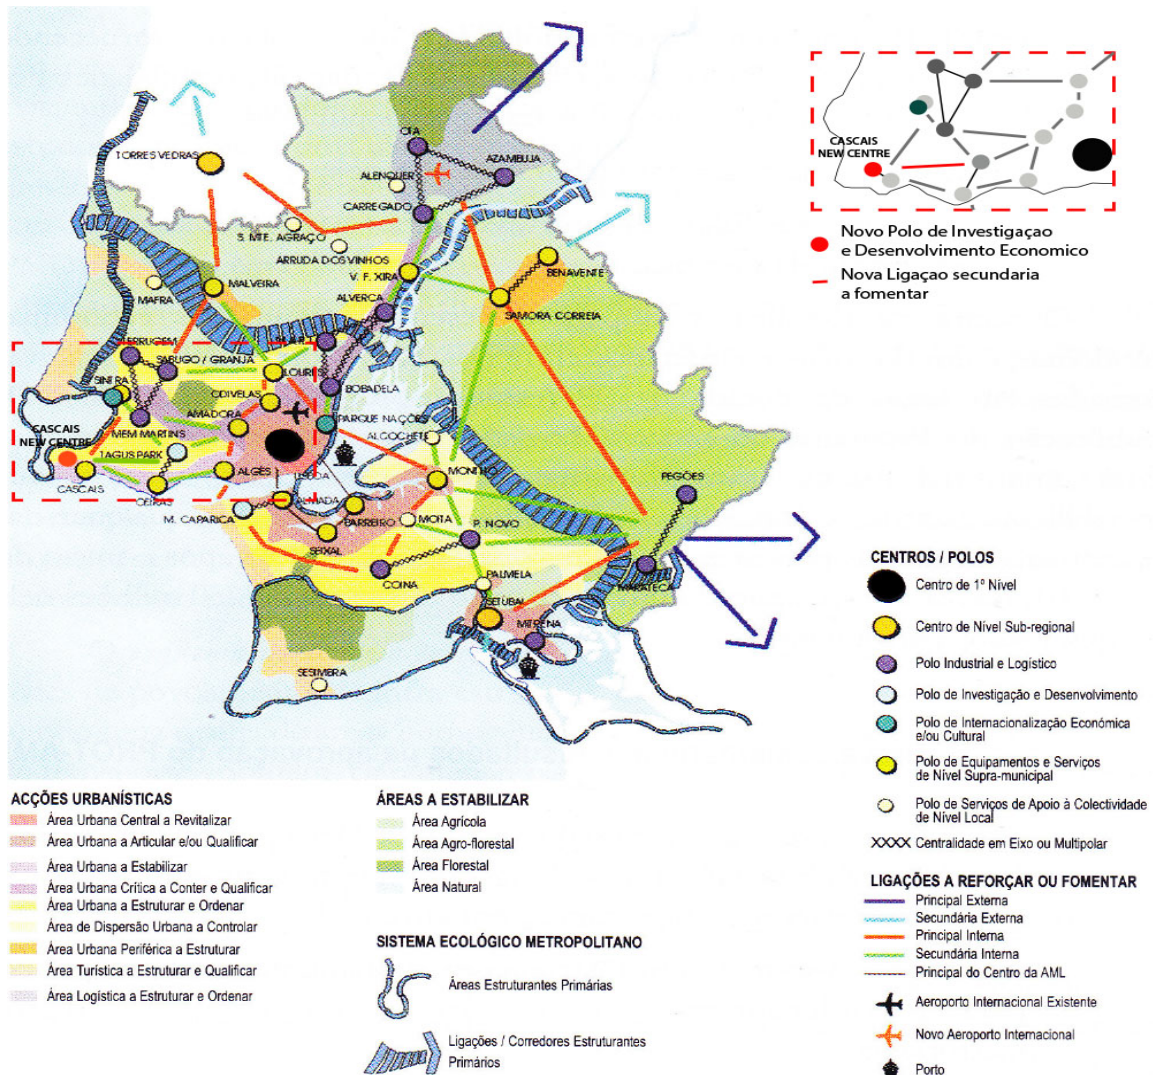 OTA
AZAMBUJA
TORRES VEDRAS
ALENQUER
CARREGADO
S. MTE. AGRAÇO
ARRUDA DOS VINHOS
V. F. XIRA
BENAVENTE
MALVEIRA
MAFRA
ALVERCA
SAMORA CORREIA
TERRUGEM
SABUGO / GRANJA
LOURES
SINTRA
BOBADELA
ODIVELAS
AMADORA
PARQUE NAÇÕES
ALCOCHETE
CASCAIS
NEW CENTRE
MEM MARTINS
TAGUS PARK
ALGÉS
MONTIJO
PEGÕES
CASCAIS
OEIRAS
ALMADA
M. CAPARICA
BARREIRO
MOITA
P. NOVO
SEIXAL
COINA
PALMELA
MARATECA
SETÚBAL
MITRENA
SESIMBRA
CASCAIS
NEW CENTRE
Novo Polo de Investigaçao
e Desenvolvimento Economico
Nova Ligaçao secundaria
a fomentar
CENTROS / POLOS
Centro de 1º Nível
Centro de Nível Sub-regional
Polo Industrial e Logístico
Polo de Investigação e Desenvolvimento
Polo de Internacionalização Económica
e/ou Cultural
Polo de Equipamentos e Serviços
de Nível Supra-municipal
Polo de Serviços de Apoio à Colectividade
de Nível Local
XXXX Centralidade em Eixo ou Multipolar
LIGAÇÕES A REFORÇAR OU FOMENTAR
Principal Externa
Secundária Externa
Principal Interna
Secundária Interna
Principal do Centro da AML
Aeroporto Internacional Existente
Novo Aeroporto Internacional
Porto
ACÇÕES URBANÍSTICAS
Área Urbana Central a Revitalizar
Área Urbana a Articular e/ou Qualificar
Área Urbana a Estabilizar
Área Urbana Crítica a Conter e Qualificar
Área Urbana a Estruturar e Ordenar
Área de Dispersão Urbana a Controlar
Área Urbana Periférica a Estruturar
Área Turística a Estruturar e Qualificar
Área Logística a Estruturar e Ordenar
ÁREAS A ESTABILIZAR
Área Agrícola
Área Agro-florestal
Área Florestal
Área Natural
SISTEMA ECOLÓGICO METROPOLITANO
Áreas Estruturantes Primárias
Ligações / Corredores Estruturantes
Primários